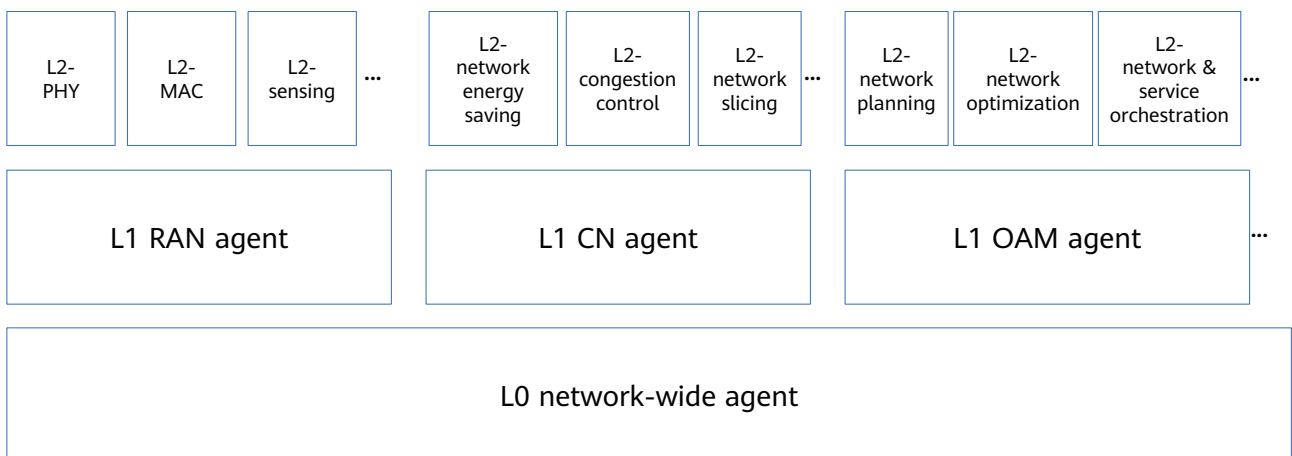 L2-
PHY
L2-
MAC
L2-
sensing
...
L2-
network
energy
saving
L2-
congestion
control
L2-
network
slicing
...
L2-
network
planning
L2-
network
optimization
L2-
network &
service
orchestration
...
L1 RAN agent
L1 CN agent
L1 OAM agent
...
L0 network-wide agent